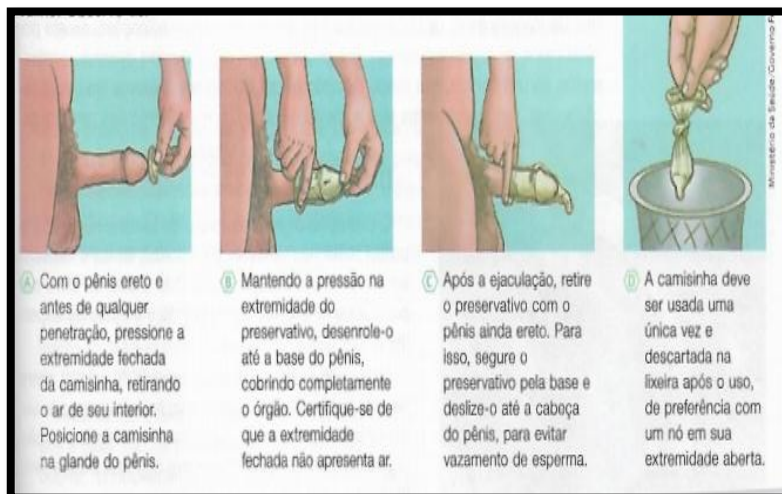 A Com o pênis ereto e
antes de qualquer
penetração, pressione a
extremidade fechada
da camisinha, retirando
o ar de seu interior.
Posicione a camisinha
na glande do pênis.
B Mantendo a pressão na
extremidade do
preservativo, desenrole-o
até a base do pênis,
cobrindo completamente
o órgão. Certifique-se de
que a extremidade
fechada não apresenta ar.
C Após a ejaculação, retire
o preservativo com o
pênis ainda ereto. Para
isso, segure o
preservativo pela base e
deslize-o até a cabeça
do pênis, para evitar
vazamento de esperma.
D A camisinha deve
ser usada uma
única vez e
descartada na
lixeira após o uso,
de preferência com
um nó em sua
extremidade aberta.
Ministério da Saúde/Governo